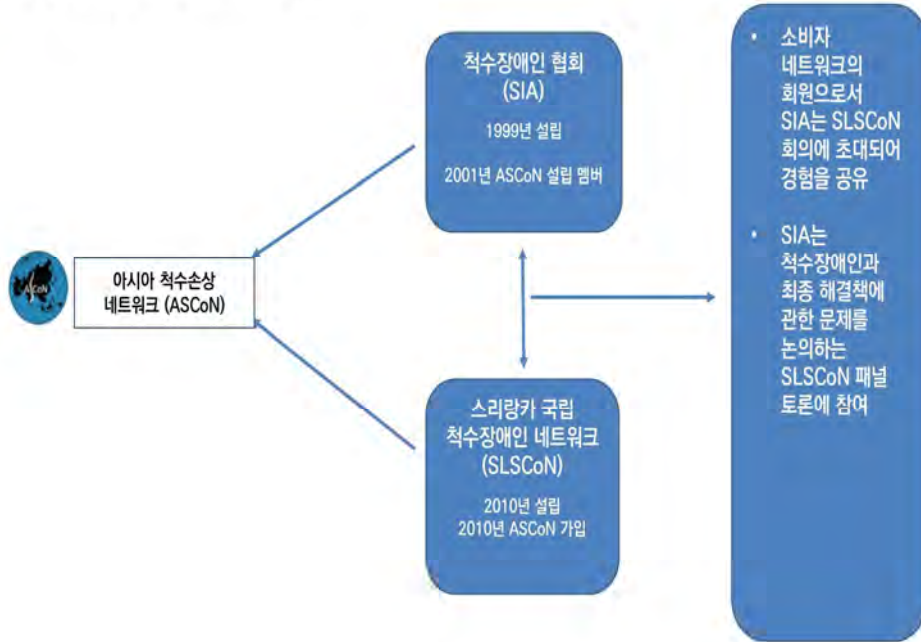 ASCoN
아시아 척수손상
네트워크 (ASCoN)
척수장애인 협회
(SIA)
1999년 설립
2001년 ASCoN 설립 멤버
스리랑카 국립
척수장애인 네트워크
(SLSCoN)
2010년 설립
2010년 ASCoN 가입
• 소비자
네트워크의
회원으로서
SIA는 SLSCoN
회의에 초대되어
경험을 공유
• SIA는
척수장애인과
최종 해결책에
관한 문제를
논의하는
SLSCoN 패널
토론에 참여